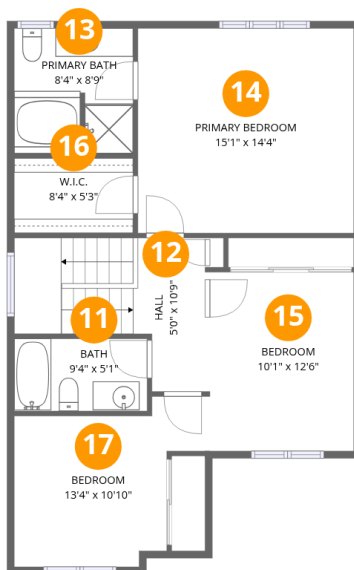 13
PRIMARY BATH
8'4" x 8'9"
14
PRIMARY BEDROOM
15'1" x 14'4"
16
W.I.C.
8'4" x 5'3"
12
HALL
5'0" x 10'9"
11
BATH
9'4" x 5'1"
15
BEDROOM
10'1" x 12'6"
17
BEDROOM
13'4" x 10'10"